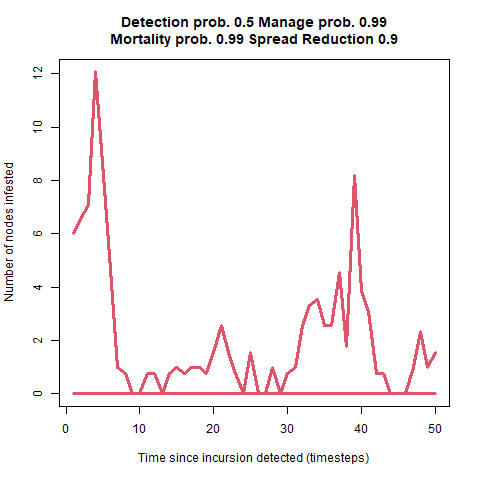 Detection prob. 0.5 Manage prob. 0.99
Mortality prob. 0.99 Spread Reduction 0.9
Number of nodes infested
12
10
8
6
4
2
0
0 10 20 30 40 50
Time since incursion detected (timesteps)